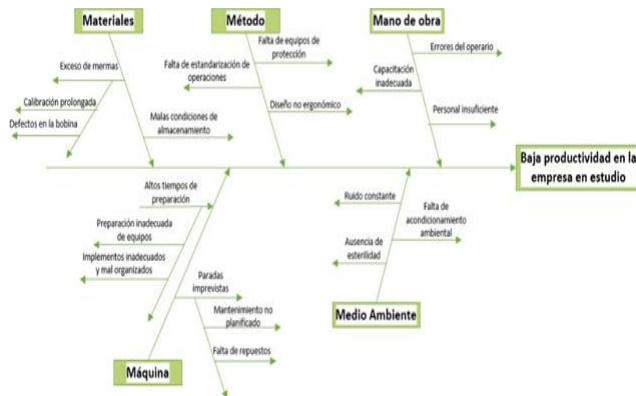 Materiales
Método
Mano de obra
Exceso de mermas
Calibración prolongada
Defectos en la bobina
Malas condiciones de
almacenamiento
Falta de equipos de
protección
Falta de estandarización de
operaciones
Diseño no ergonómico
Errores del operario
Capacitación
inadecuada
Personal insuficiente
Baja productividad en la
empresa en estudio
Altos tiempos de
preparación
Preparación inadecuada
de equipos
Implementos inadecuados
y mal organizados
Paradas
imprevistas
Mantenimiento no
planificado
Falta de repuestos
Máquina
Ruido constante
Falta de
acondicionamiento
ambiental
Ausencia de
esterilidad
Medio Ambiente